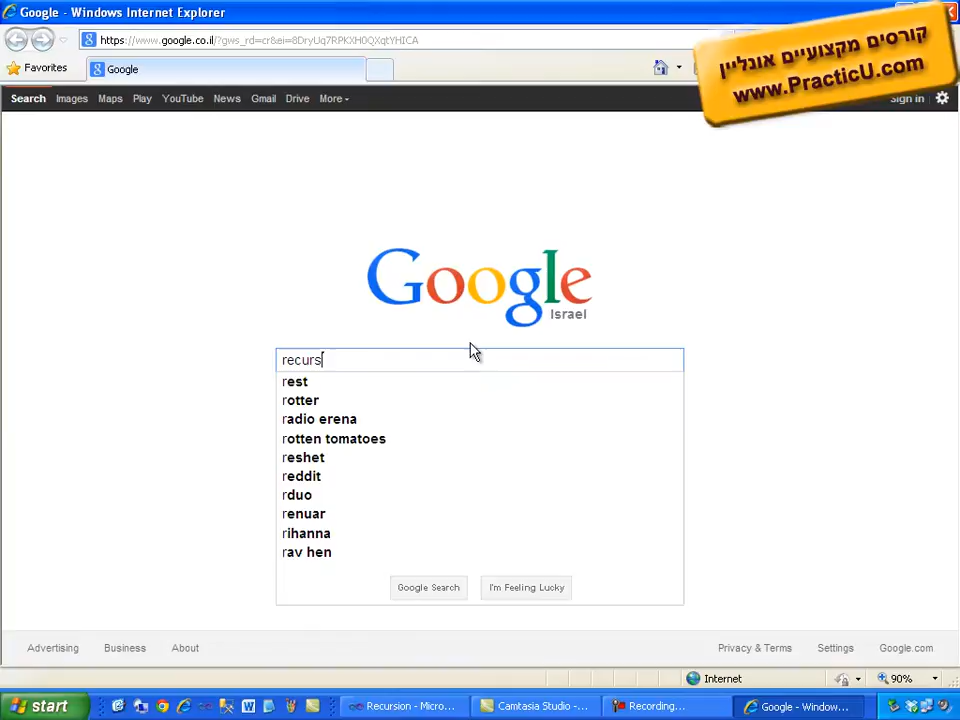 Google - Windows Internet Explorer
https://www.google.co.il/?gws_rd=cr&ei=8DryUq7RPKXH0QXqtYHICA
קורסים מקצועיים אונליין
www.PracticU.com
Favorites
Google
Search Images Maps Play YouTube News Gmail Drive More
Sign in
Google
Israel
recurs
rest
rotter
radio erena
rotten tomatoes
reshet
reddit
rduo
renuar
rihanna
rav hen
Google Search I'm Feeling Lucky
Advertising Business About Privacy & Terms Settings Google.com
Internet 90%
start Recursion - Micro... Camtasia Studio -... Recording... Google - Window...